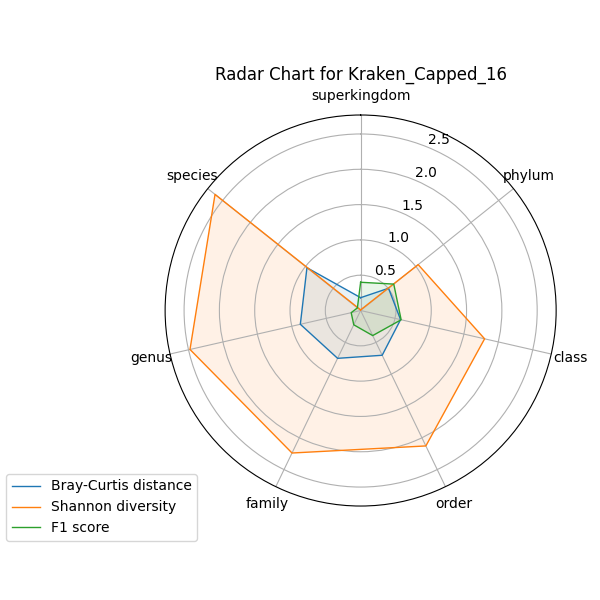 Radar Chart for Kraken_Capped_16
superkingdom
2.5
species
2.0
phylum
1.5
1.0
0.5
genus
class
family
order
Bray-Curtis distance
Shannon diversity
F1 score